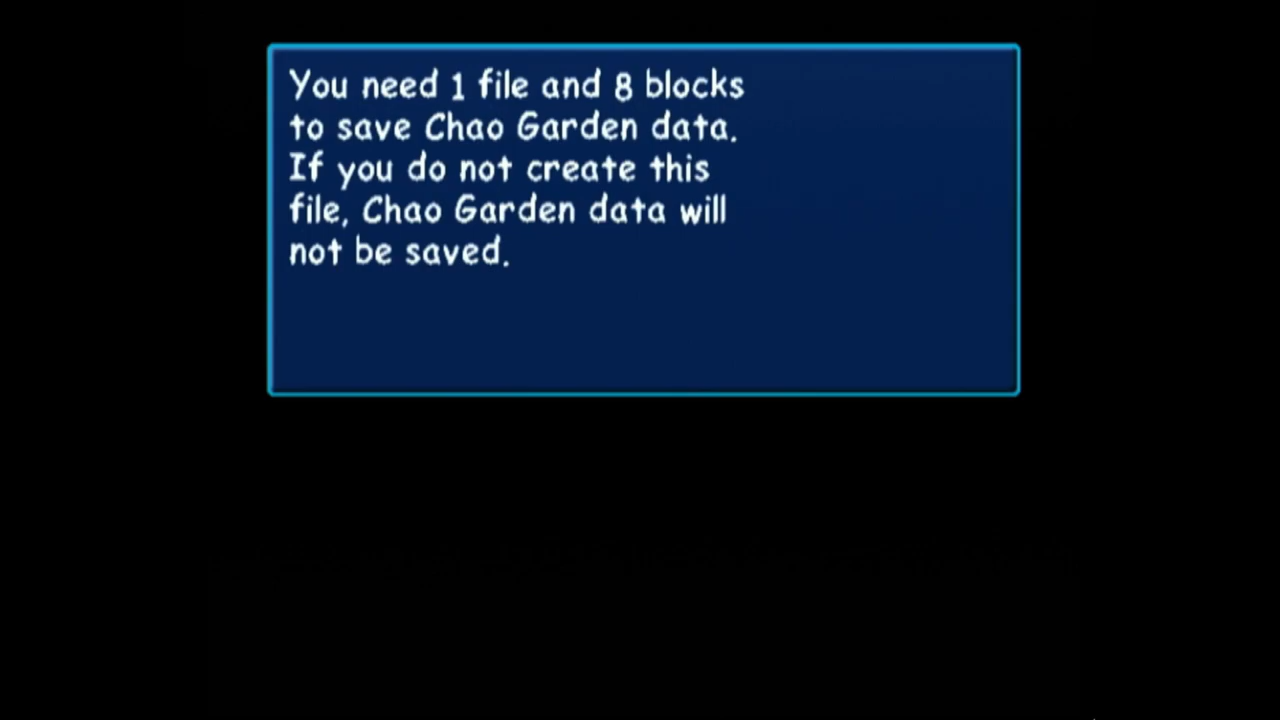 You need 1 file and 8 blocks
to save Chao Garden data.
If you do not create this
file, Chao Garden data will
not be saved.